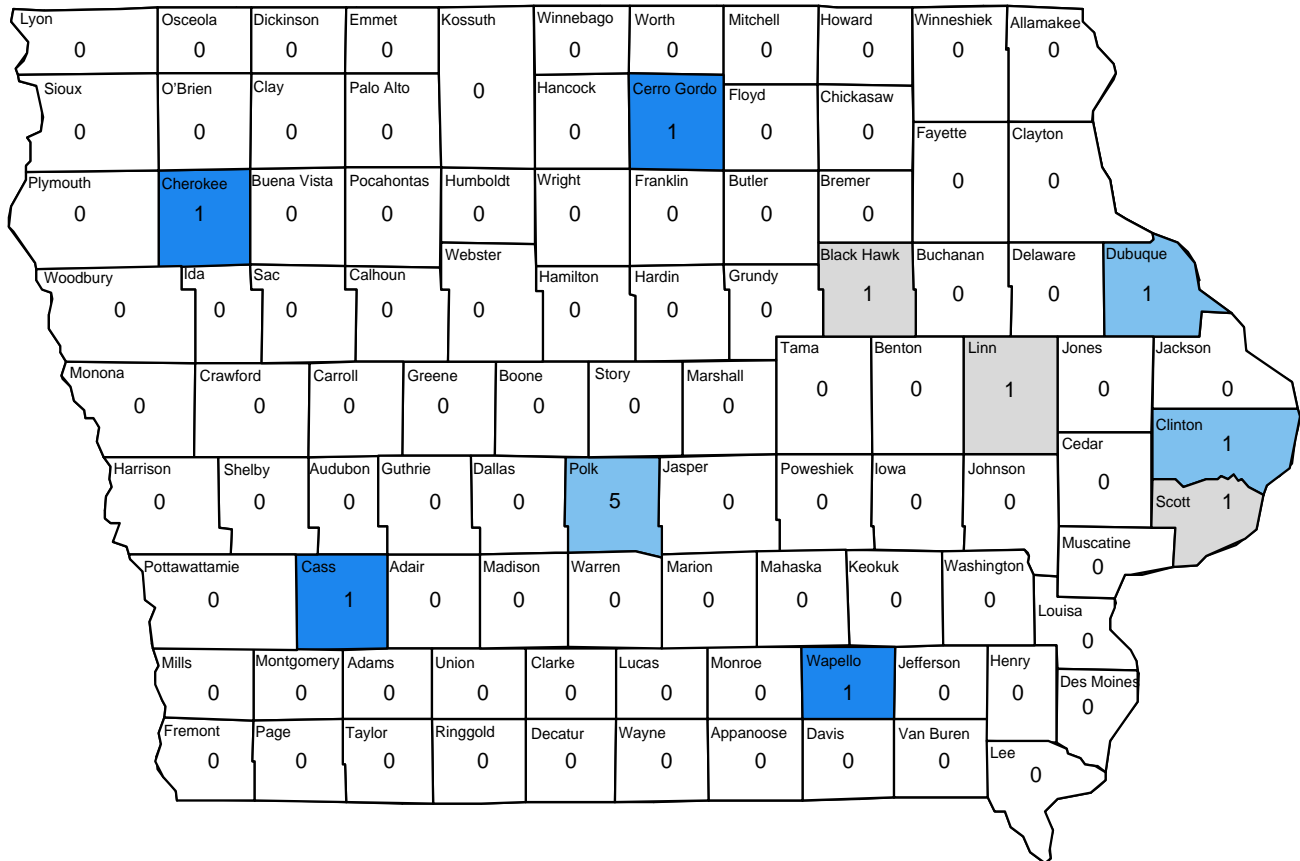 Lyon
0
Osceola
0
Dickinson
0
Emmet
0
Kossuth
0
Winnebago
0
Worth
0
Mitchell
0
Howard
0
Winneshiek
0
Allamakee
0
Sioux
0
O’Brien
0
Clay
0
Palo Alto
0
Hancock
0
Cerro Gordo
1
Floyd
0
Chickasaw
0
Fayette
0
Clayton
0
Plymouth
0
Cherokee
1
Buena Vista
0
Pocahontas
0
Humboldt
0
Wright
0
Franklin
0
Butler
0
Bremer
0
Woodbury
0
Ida
0
Sac
0
Calhoun
0
Webster
0
Hamilton
0
Hardin
0
Grundy
0
Black Hawk
1
Buchanan
0
Delaware
0
Dubuque
1
Monona
0
Crawford
0
Carroll
0
Greene
0
Boone
0
Story
0
Marshall
0
Tama
0
Benton
0
Linn
1
Jones
0
Jackson
0
Clinton
1
Harrison
0
Shelby
0
Audubon
0
Guthrie
0
Dallas
0
Polk
5
Jasper
0
Poweshiek
0
Iowa
0
Johnson
0
Cedar
0
Scott
1
Muscatine
0
Pottawattamie
0
Cass
1
Adair
0
Madison
0
Warren
0
Marion
0
Mahaska
0
Keokuk
0
Washington
0
Louisa
0
Mills
0
Montgomery
0
Adams
0
Union
0
Clarke
0
Lucas
0
Monroe
0
Wapello
1
Jefferson
0
Henry
0
Des Moines
0
Fremont
0
Page
0
Taylor
0
Ringgold
0
Decatur
0
Wayne
0
Appanoose
0
Davis
0
Van Buren
0
Lee
0